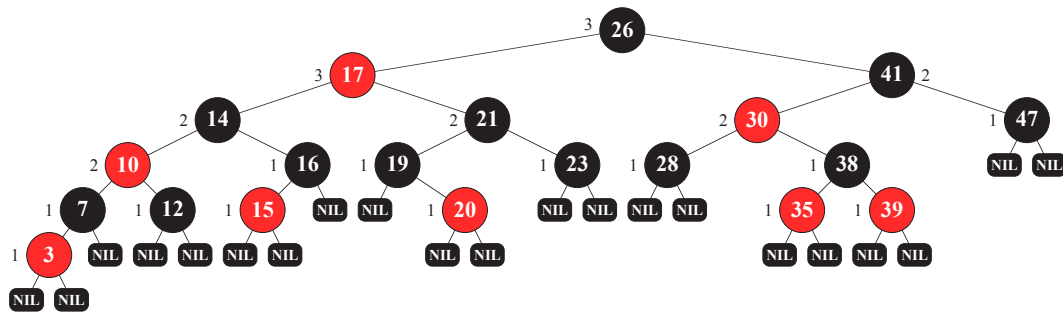 3 26
3 17 41 2
2 14 2 21 2 30 1 47
2 10 1 16 1 19 1 23 1 28 1 38 NIL NIL
1 7 1 12 1 15 NIL NIL 1 20 NIL NIL NIL NIL 1 35 1 39
1 3 NIL NIL NIL NIL NIL NIL NIL NIL NIL NIL NIL
NIL NIL